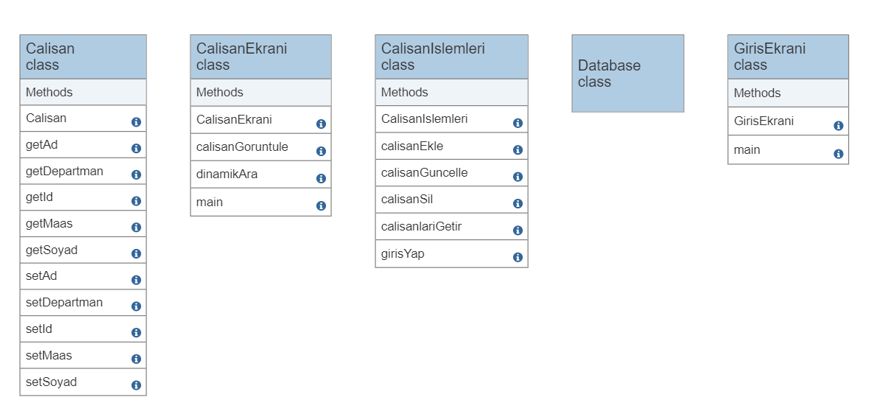 Calisan
class
Methods
Calisan
getAd
getDepartman
getId
getMaas
getSoyad
setAd
setDepartman
setId
setMaas
setSoyad
CalisanEkrani
class
Methods
CalisanEkrani
calisanGoruntule
dinamikAra
main
CalisanIslemleri
class
Methods
CalisanIslemleri
calisanEkle
calisanGuncelle
calisanSil
calisanlariGetir
girisYap
Database
class
GirisEkrani
class
Methods
GirisEkrani
main